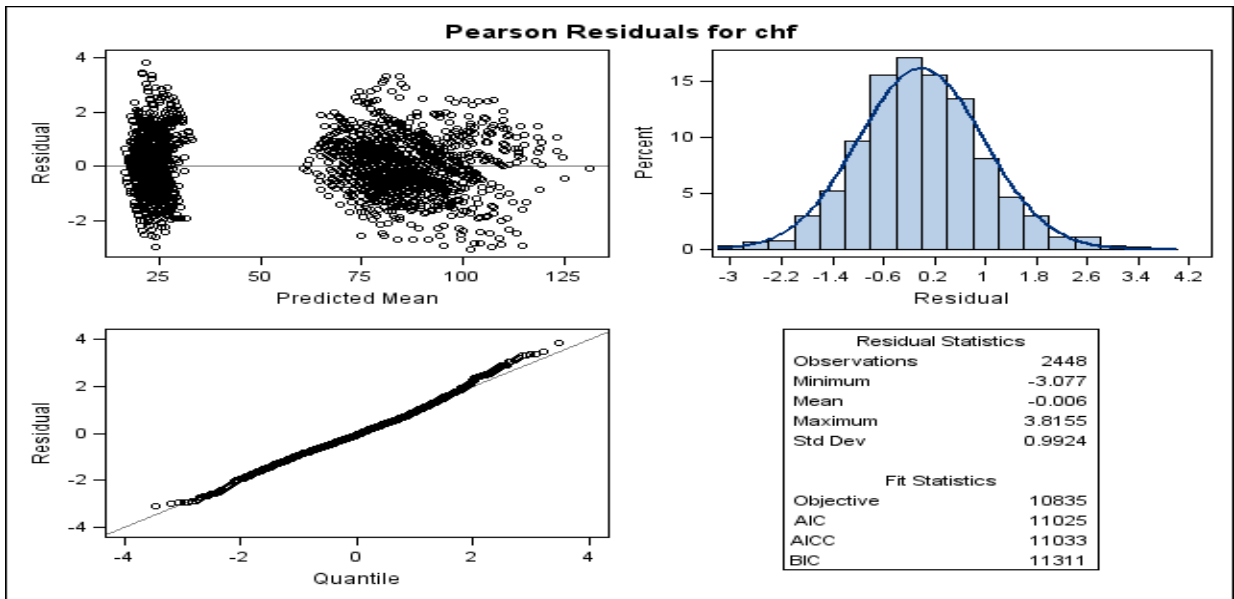 Pearson Residuals for chf
4
2
0
-2
Residual
25 50 75 100 125
Predicted Mean
15
10
5
0
Percent
-3 -2.2 -1.4 -0.6 0.2 1 1.8 2.6 3.4 4.2
Residual
4
2
0
-2
-4
Residual
-4 -2 0 2 4
Quantile
Residual Statistics
Observations 2448
Minimum -3.077
Mean -0.006
Maximum 3.8155
Std Dev 0.9924
Fit Statistics
Objective 10835
AIC 11025
AICC 11033
BIC 11311